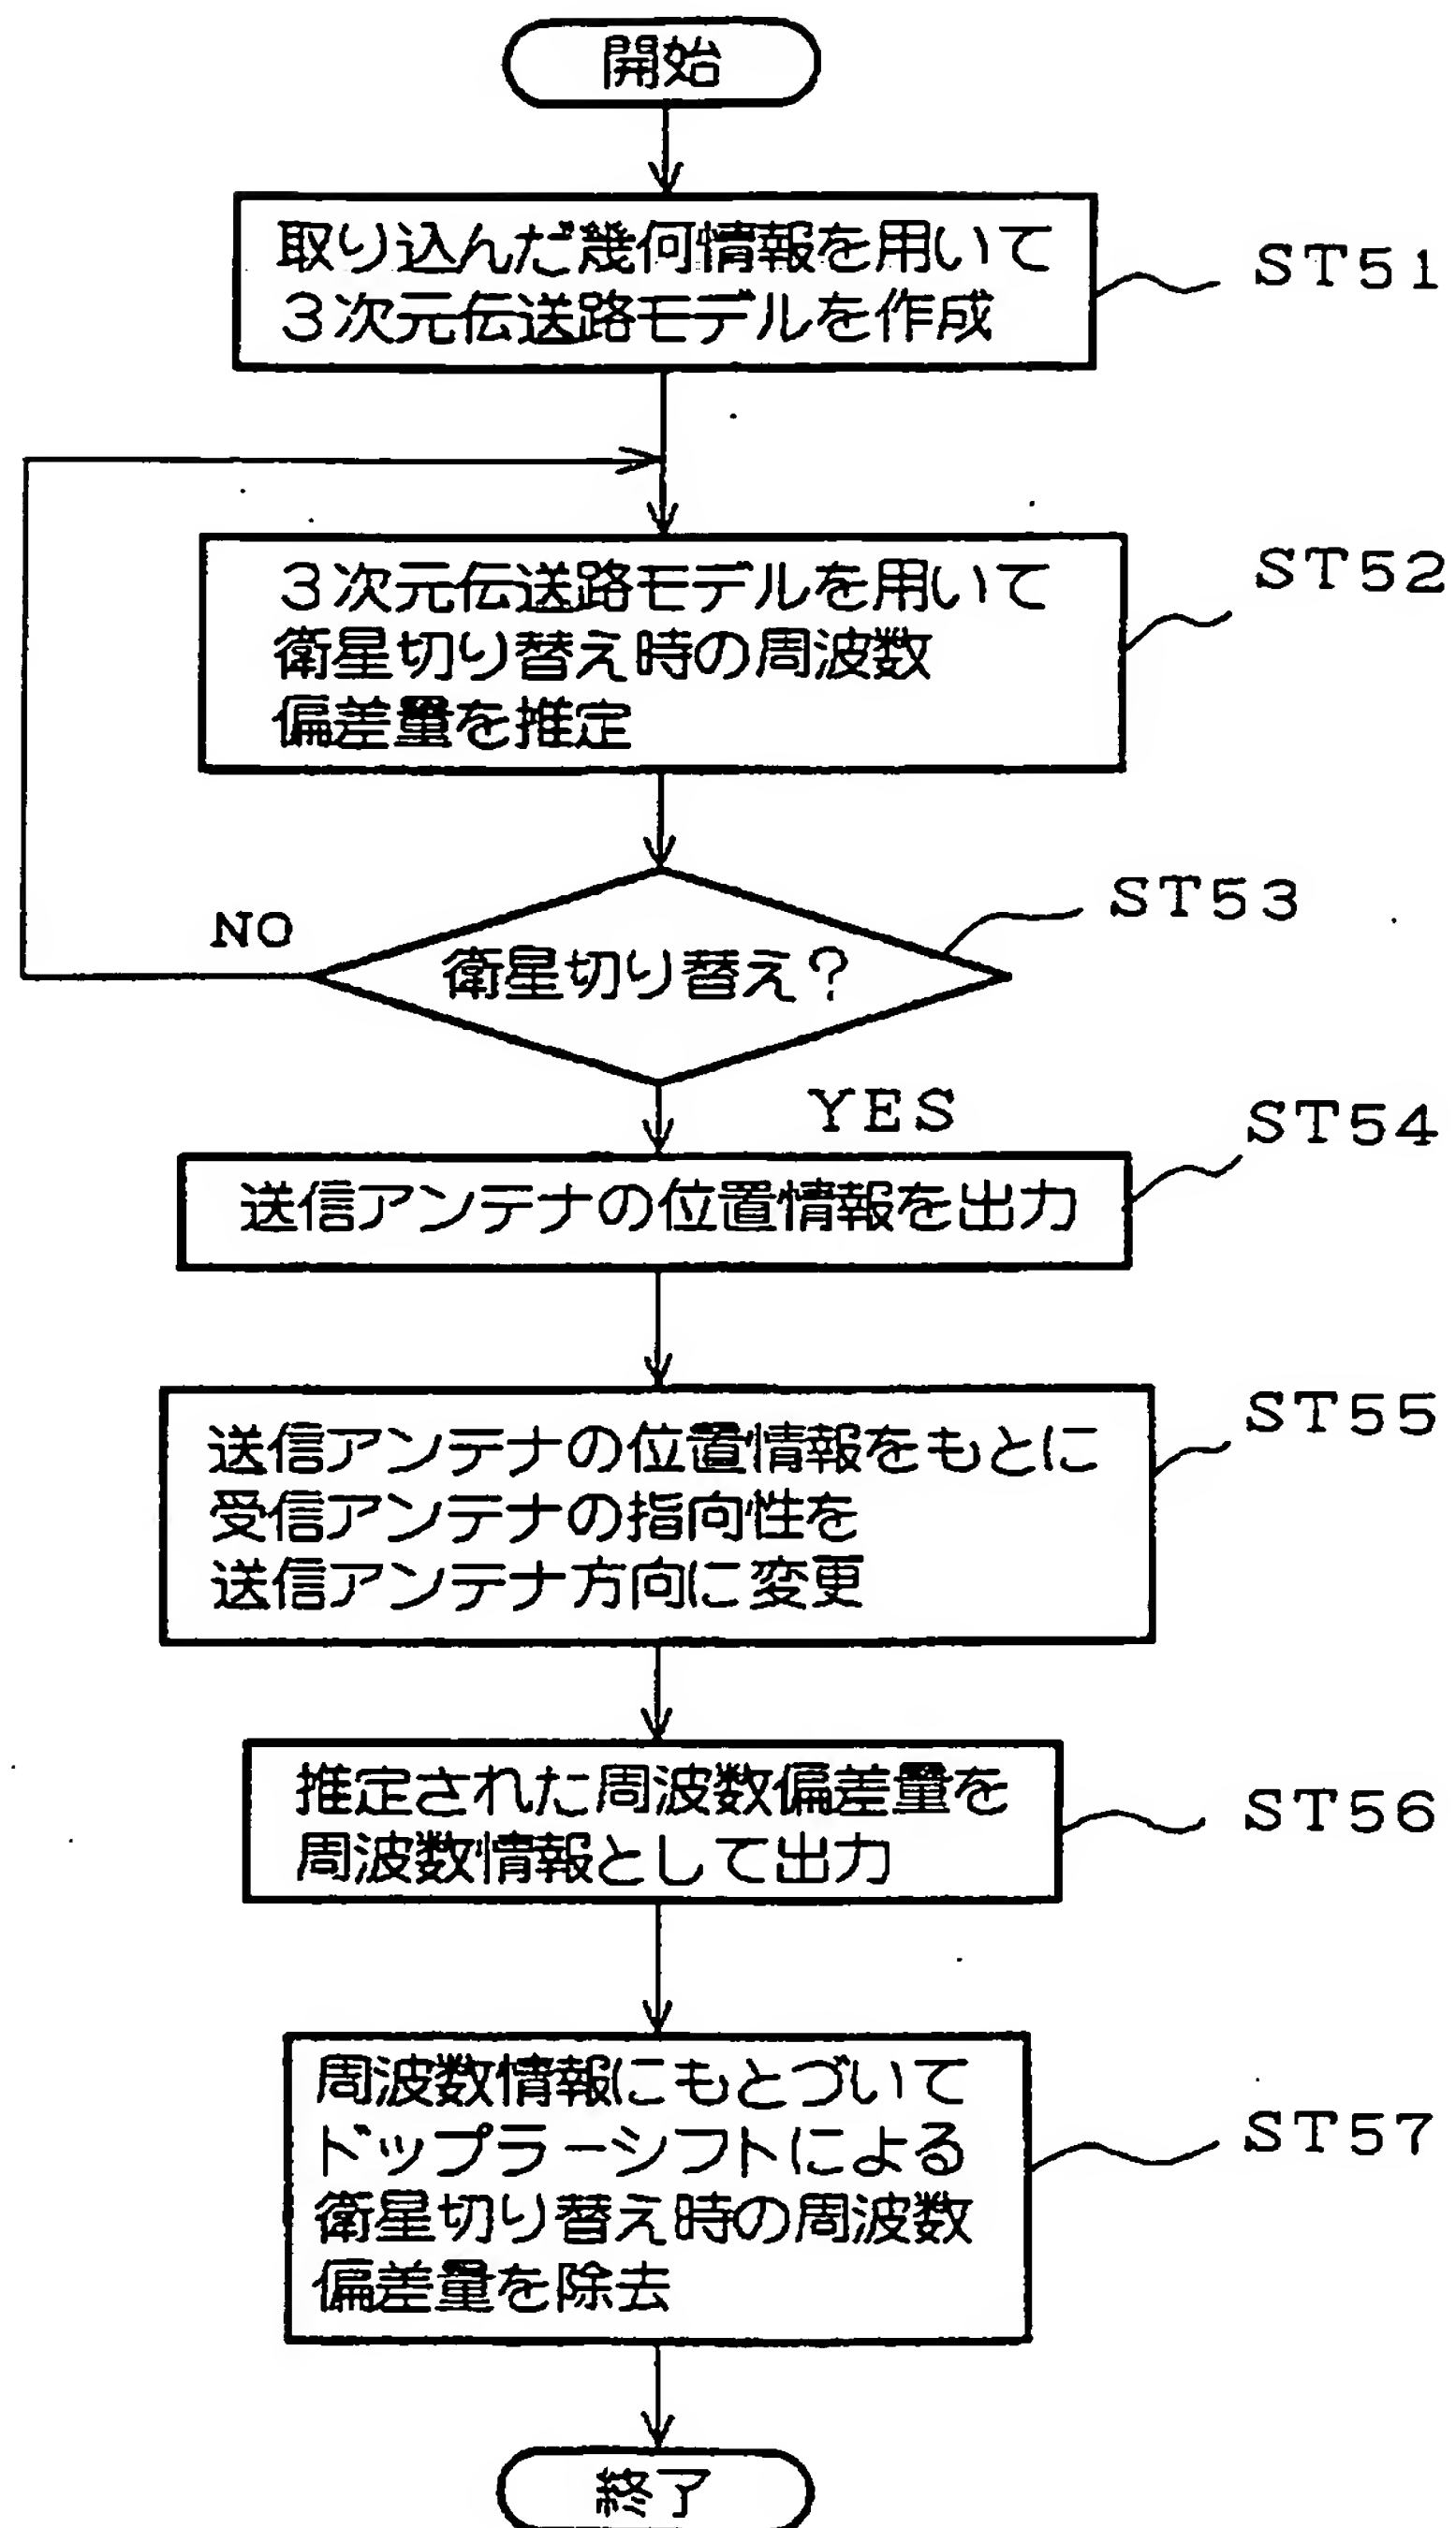 開始
取り込んだ幾何情報を用いて
3次元伝送路モデルを作成
ST51
3次元伝送路モデルを用いて
衛星切り替え時の周波数
偏差量を推定
ST52
衛星切り替え?
ST53
NO
YES
送信アンテナの位置情報を出力
ST54
送信アンテナの位置情報をもとに
受信アンテナの指向性を
送信アンテナ方向に変更
ST55
推定された周波数偏差量を
周波数情報として出力
ST56
周波数情報にもとづいて
ドップラーシフトによる
衛星切り替え時の周波数
偏差量を除去
ST57
終了